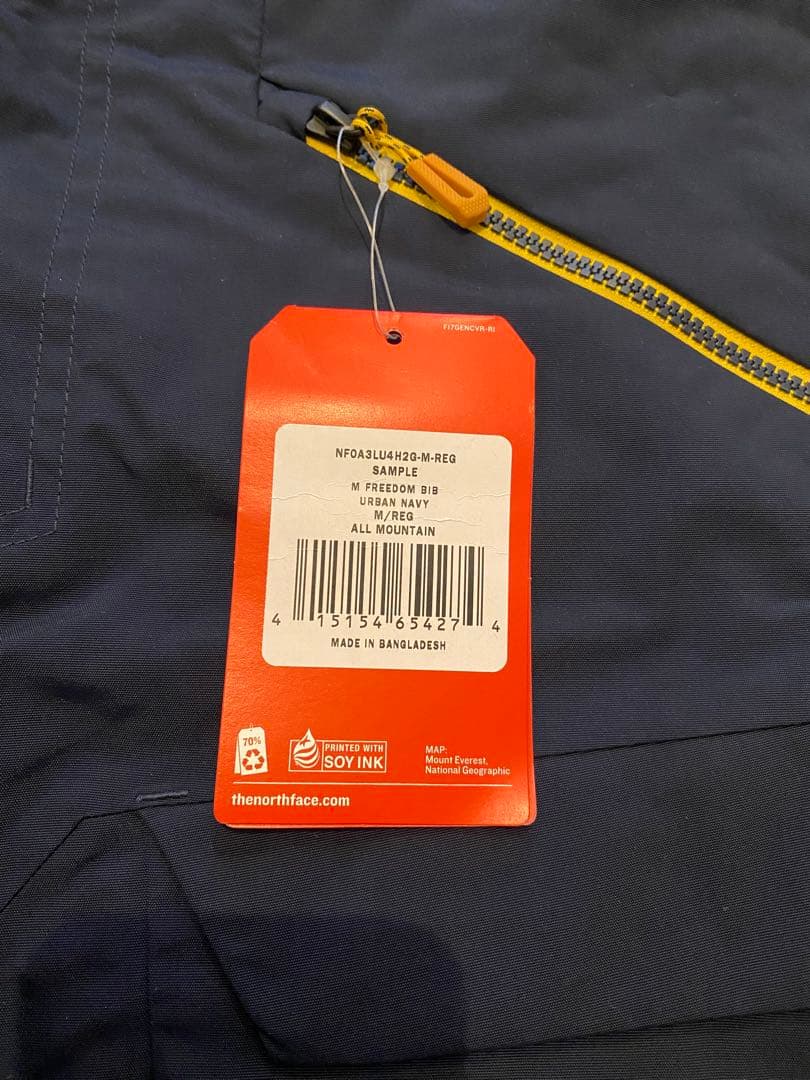 F17GENCVR-RI
NF0A3LU4H2G-M-REG
SAMPLE
M FREEDOM BIB
URBAN NAVY
M/REG
ALL MOUNTAIN
4 15154 65427 4
MADE IN BANGLADESH
70%
PRINTED WITH
SOY INK
MAP:
Mount Everest,
National Geographic
thenorthface.com